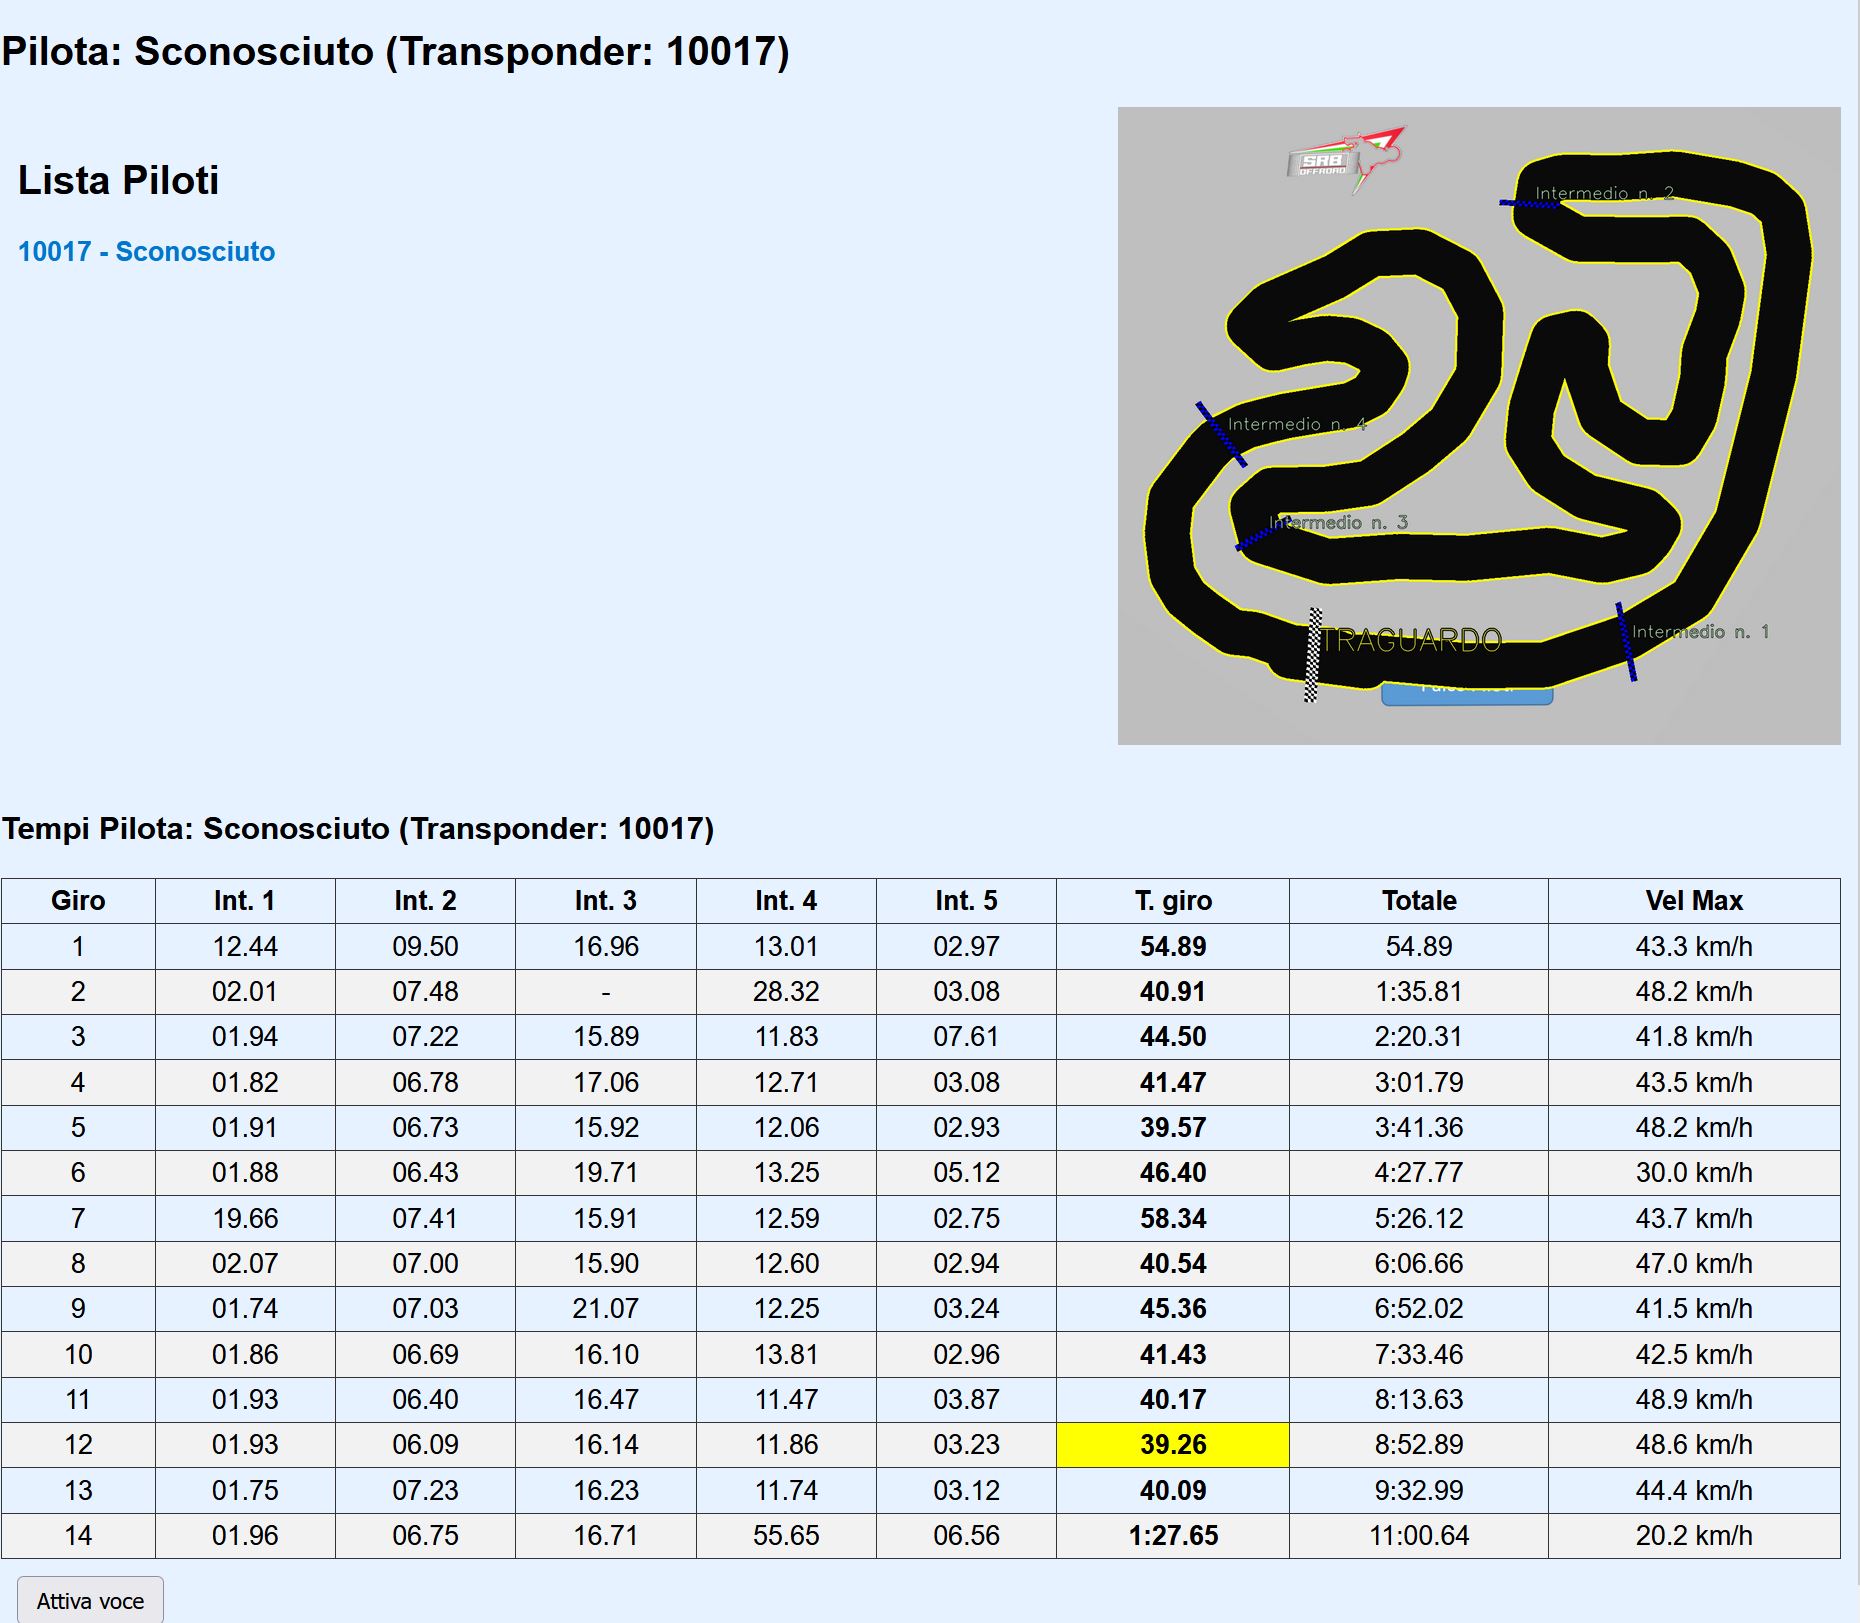 Pilota: Sconosciuto (Transponder: 10017)
Lista Piloti
10017 - Sconosciuto
SR8
OFFROAD
Intermedio n. 2
Intermedio n. 4
Intermedio n. 3
TRAGUARDO
Intermedio n. 1
Tempi Pilota: Sconosciuto (Transponder: 10017)
Giro Int. 1 Int. 2 Int. 3 Int. 4 Int. 5 T. giro Totale Vel Max
1 12.44 09.50 16.96 13.01 02.97 54.89 54.89 43.3 km/h
2 02.01 07.48 - 28.32 03.08 40.91 1:35.81 48.2 km/h
3 01.94 07.22 15.89 11.83 07.61 44.50 2:20.31 41.8 km/h
4 01.82 06.78 17.06 12.71 03.08 41.47 3:01.79 43.5 km/h
5 01.91 06.73 15.92 12.06 02.93 39.57 3:41.36 48.2 km/h
6 01.88 06.43 19.71 13.25 05.12 46.40 4:27.77 30.0 km/h
7 19.66 07.41 15.91 12.59 02.75 58.34 5:26.12 43.7 km/h
8 02.07 07.00 15.90 12.60 02.94 40.54 6:06.66 47.0 km/h
9 01.74 07.03 21.07 12.25 03.24 45.36 6:52.02 41.5 km/h
10 01.86 06.69 16.10 13.81 02.96 41.43 7:33.46 42.5 km/h
11 01.93 06.40 16.47 11.47 03.87 40.17 8:13.63 48.9 km/h
12 01.93 06.09 16.14 11.86 03.23 39.26 8:52.89 48.6 km/h
13 01.75 07.23 16.23 11.74 03.12 40.09 9:32.99 44.4 km/h
14 01.96 06.75 16.71 55.65 06.56 1:27.65 11:00.64 20.2 km/h
Attiva voce